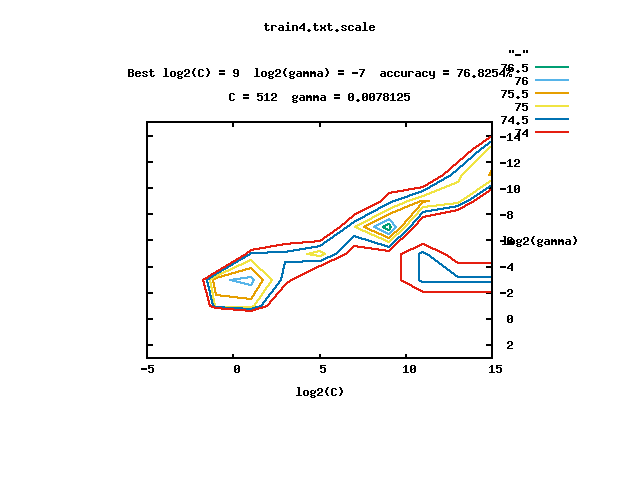 train4.txt.scale
"-"
Best log2(C) = 9 log2(gamma) = -7 accuracy = 76.8254%
76.5
76
75.5
75
74.5
74
C = 512 gamma = 0.0078125
-14
-12
-10
-8
-6
log2(gamma)
-4
-2
0
2
-5 0 5 10 15
log2(C)